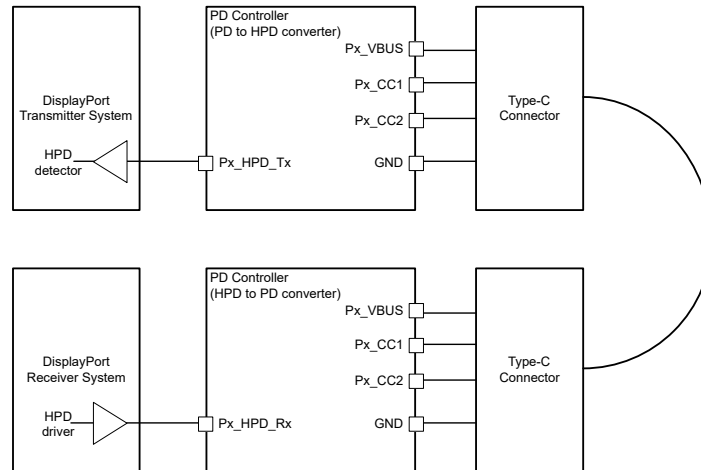 PD Controller
(PD to HPD converter)
Px_VBUS
Px_CC1
Px_CC2
GND
DisplayPort
Transmitter System
HPD
detector
Px_HPD_Tx
Type-C
Connector
PD Controller
(HPD to PD converter)
Px_VBUS
Px_CC1
Px_CC2
GND
DisplayPort
Receiver System
HPD
driver
Px_HPD_Rx
Type-C
Connector